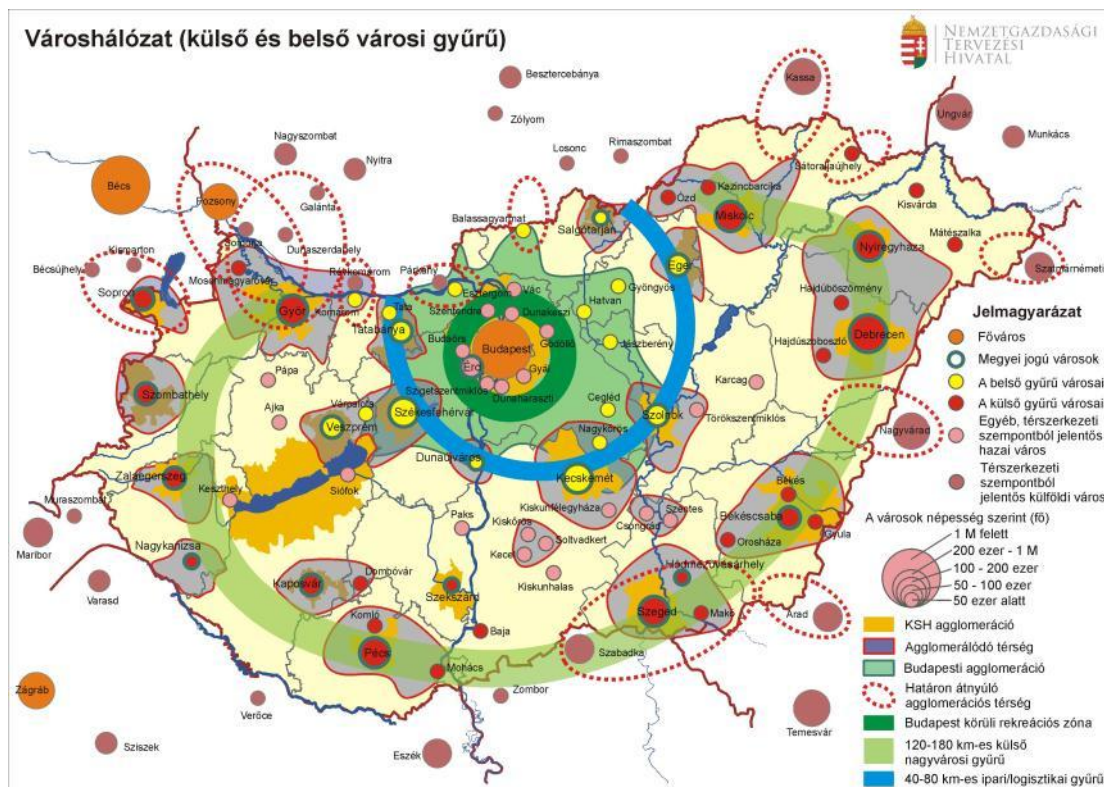 Városhálózat (külső és belső városi gyűrű)
NEMZETGAZDASÁGI
TERVEZÉSI
HIVATAL
Besztercebánya
Kassa
Zólyom
Ungvár
Munkács
Nagyszombat
Nyitra
Losonc
Rimaszombat
Sátoraljaújhely
Bécs
Pozsony
Galánta
Kazincbarcika
Ózd
Miskolc
Kisvárda
Balassagyarmat
Salgótarján
Dunaszerdahely
Kismarton
Bécsújhely
Mosonmagyaróvár
Révkomárom
Párkány
Eger
Nyíregyháza
Mátészalka
Szatmárnémeti
Sopron
Győr
Komárom
Tata
Esztergom
Vác
Gyöngyös
Hatvan
Szentendre
Dunakeszi
Hajdúböszörmény
Tatabánya
Budaörs
Budapest
Gödöllő
Jászberény
Debrecen
Hajdúszoboszló
Érd
Gyál
Pápa
Szigetszentmiklós
Dunaharaszti
Karcag
Szombathely
Ajka
Várpalota
Székesfehérvár
Cegléd
Szolnok
Törökszentmiklós
Veszprém
Nagykőrös
Nagyvárad
Dunaújváros
Zalaegerszeg
Keszthely
Siófok
Kecskemét
Békés
Muraszombat
Kiskunfélegyháza
Csongrád
Szentes
Békéscsaba
Gyula
Maribor
Paks
Kiskőrös
Soltvadkert
Orosháza
Nagykanizsa
Kecel
Varasd
Kaposvár
Dombóvár
Kiskunhalas
Hódmezővásárhely
Szekszárd
Szeged
Makó
Arad
Komló
Baja
Pécs
Szabadka
Mohács
Zágráb
Zombor
Verőce
Temesvár
Sziszek
Eszék
Jelmagyarázat
Főváros
Megyei jogú városok
A belső gyűrű városai
A külső gyűrű városai
Egyéb, térszerkezeti
szempontból jelentős
hazai város
Térszerkezeti
szempontból
jelentős külföldi város
A városok népesség szerint (fő)
1 M felett
200 ezer - 1 M
100 - 200 ezer
50 - 100 ezer
50 ezer alatt
KSH agglomeráció
Agglomerálódó térség
Budapesti agglomeráció
Határon átnyúló
agglomerációs térség
Budapest körüli rekreációs zóna
120-180 km-es külső
nagyvárosi gyűrű
40-80 km-es ipari/logisztikai gyűrű